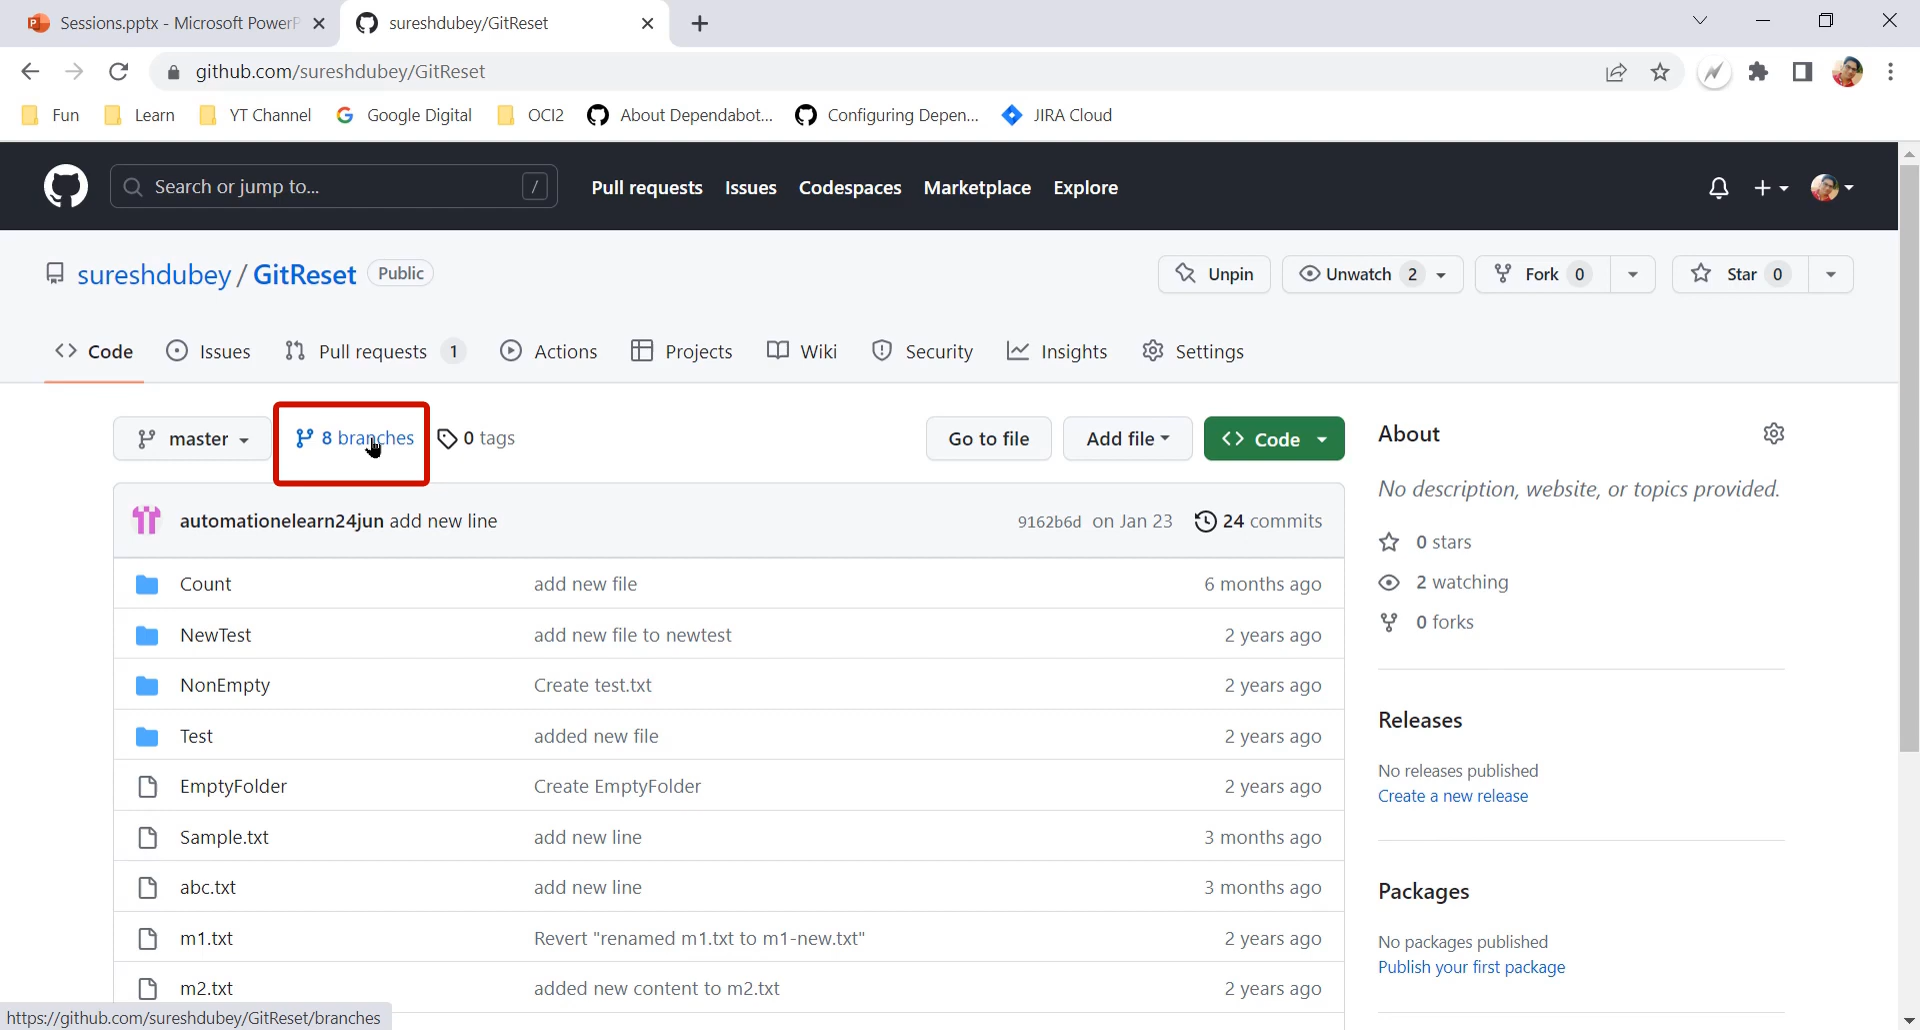 Sessions.pptx - Microsoft PowerP
sureshdubey/GitReset
github.com/sureshdubey/GitReset
Fun Learn YT Channel Google Digital OCI2 About Dependabot... Configuring Depen... JIRA Cloud
Search or jump to... / Pull requests Issues Codespaces Marketplace Explore
sureshdubey / GitReset Public Unpin Unwatch 2 Fork 0 Star 0
Code Issues Pull requests 1 Actions Projects Wiki Security Insights Settings
master 8 branches 0 tags Go to file Add file Code
automationelearn24jun add new line 9162b6d on Jan 23 24 commits
Count add new file 6 months ago
NewTest add new file to newtest 2 years ago
NonEmpty Create test.txt 2 years ago
Test added new file 2 years ago
EmptyFolder Create EmptyFolder 2 years ago
Sample.txt add new line 3 months ago
abc.txt add new line 3 months ago
m1.txt Revert "renamed m1.txt to m1-new.txt" 2 years ago
m2.txt added new content to m2.txt 2 years ago
About
No description, website, or topics provided.
0 stars
2 watching
0 forks
Releases
No releases published
Create a new release
Packages
No packages published
Publish your first package
https://github.com/sureshdubey/GitReset/branches